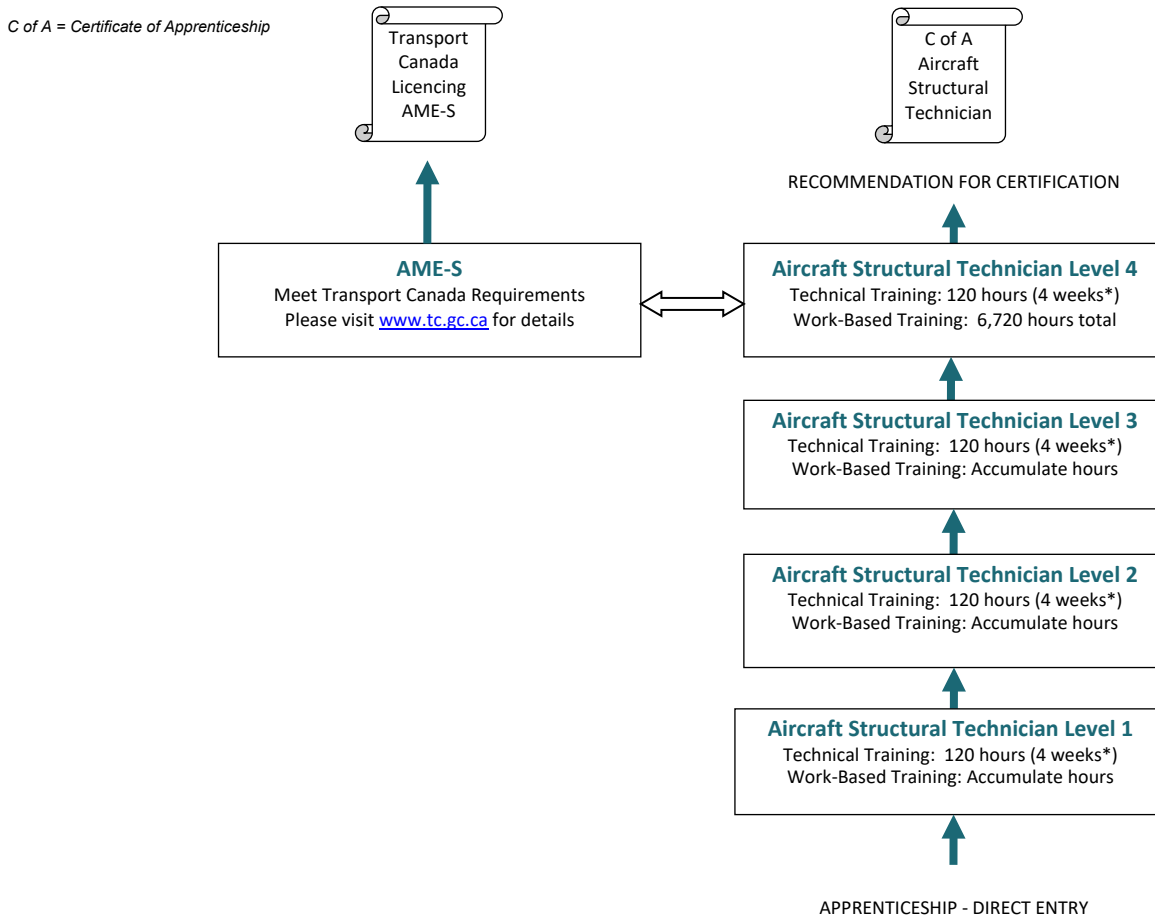 C of A = Certificate of Apprenticeship
Transport
Canada
Licencing
AME-S
C of A
Aircraft
Structural
Technician
RECOMMENDATION FOR CERTIFICATION
AME-S
Meet Transport Canada Requirements
Please visit www.tc.gc.ca for details
Aircraft Structural Technician Level 4
Technical Training: 120 hours (4 weeks*)
Work-Based Training: 6,720 hours total
Aircraft Structural Technician Level 3
Technical Training: 120 hours (4 weeks*)
Work-Based Training: Accumulate hours
Aircraft Structural Technician Level 2
Technical Training: 120 hours (4 weeks*)
Work-Based Training: Accumulate hours
Aircraft Structural Technician Level 1
Technical Training: 120 hours (4 weeks*)
Work-Based Training: Accumulate hours
APPRENTICESHIP - DIRECT ENTRY